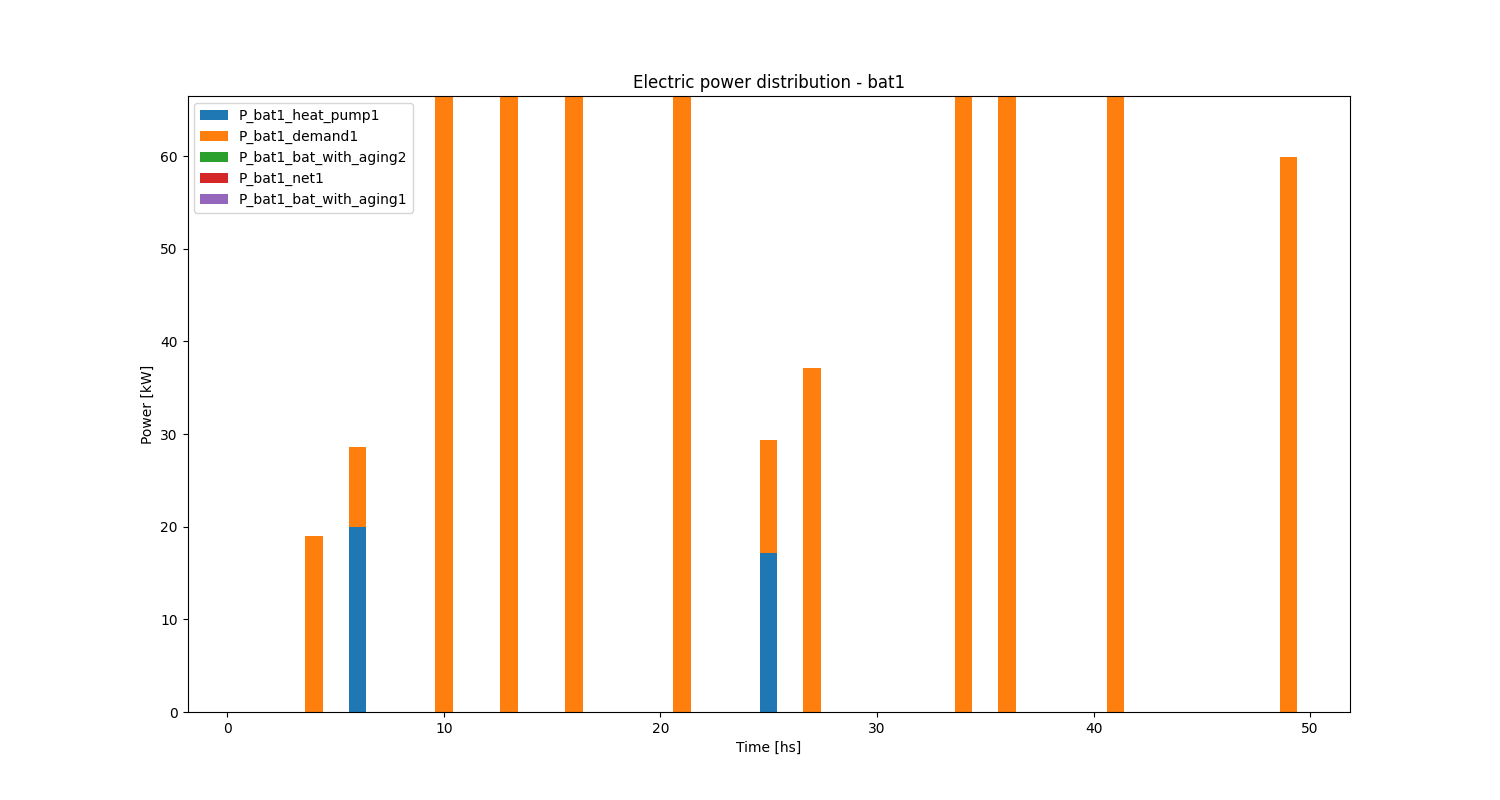 Electric power distribution - bat1
P_bat1_heat_pump1
P_bat1_demand1
P_bat1_bat_with_aging2
P_bat1_net1
P_bat1_bat_with_aging1
Power [kW]
60
50
40
30
20
10
0
0 10 20 30 40 50
Time [hs]